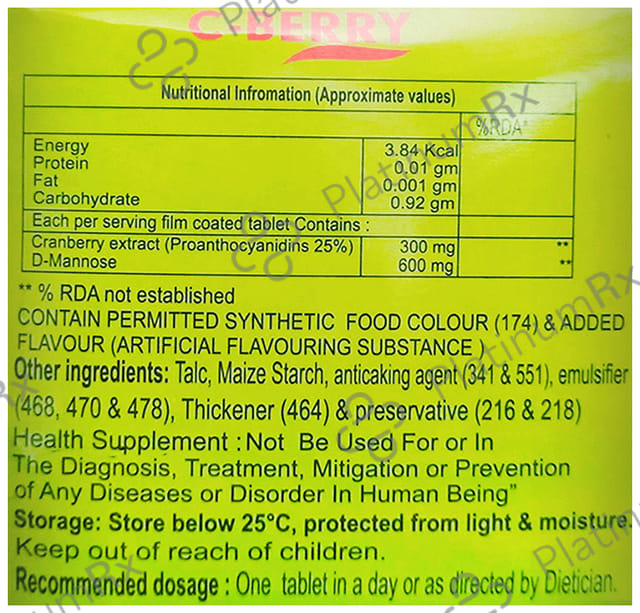 C-BERRY
Nutritional Infromation (Approximate values)
%RDA*
Energy 3.84 Kcal
Protein 0.01 gm
Fat 0.001 gm
Carbohydrate 0.92 gm
Each per serving film coated tablet Contains :
Cranberry extract (Proanthocyanidins 25%) 300 mg **
D-Mannose 600 mg **
** % RDA not established
CONTAIN PERMITTED SYNTHETIC FOOD COLOUR (174) & ADDED
FLAVOUR (ARTIFICIAL FLAVOURING SUBSTANCE )
Other ingredients: Talc, Maize Starch, anticaking agent (341 & 551), emulsifier
(468, 470 & 478), Thickener (464) & preservative (216 & 218)
Health Supplement : Not Be Used For or In
The Diagnosis, Treatment, Mitigation or Prevention
of Any Diseases or Disorder In Human Being"
Storage: Store below 25°C, protected from light & moisture.
Keep out of reach of children.
Recommended dosage : One tablet in a day or as directed by Dietician.
PlatinumRx